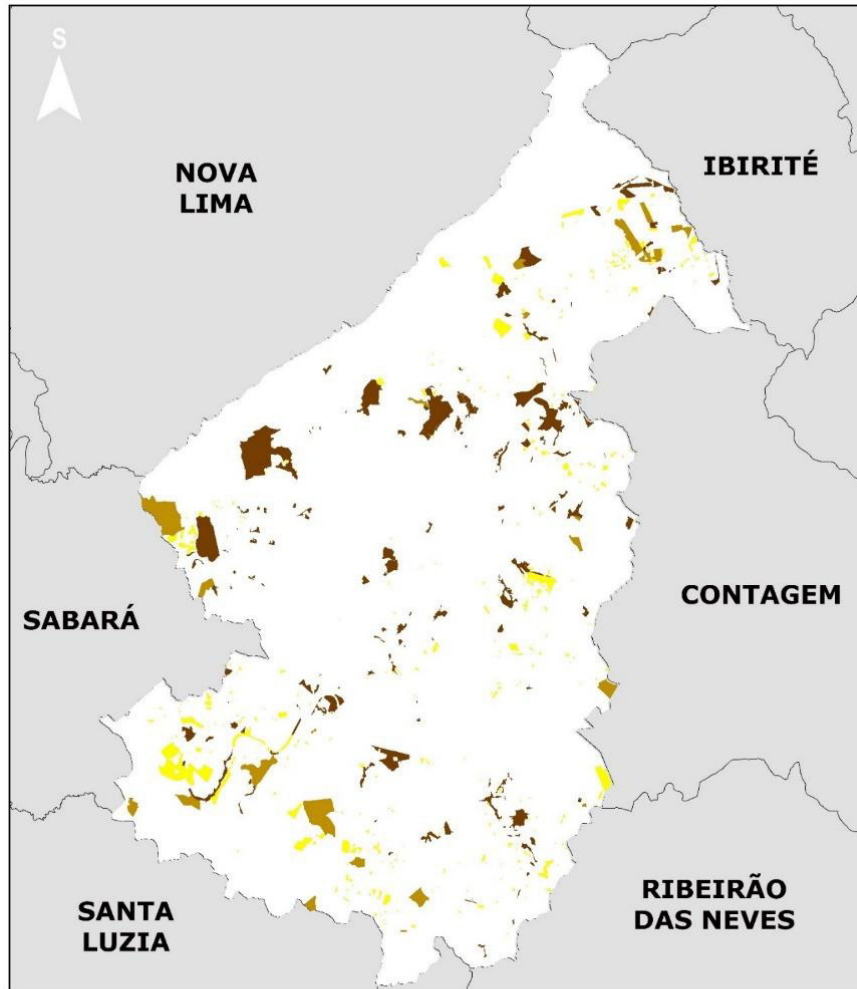 S
NOVA
LIMA
IBIRITÉ
SABARÁ
CONTAGEM
SANTA
LUZIA
RIBEIRÃO
DAS NEVES